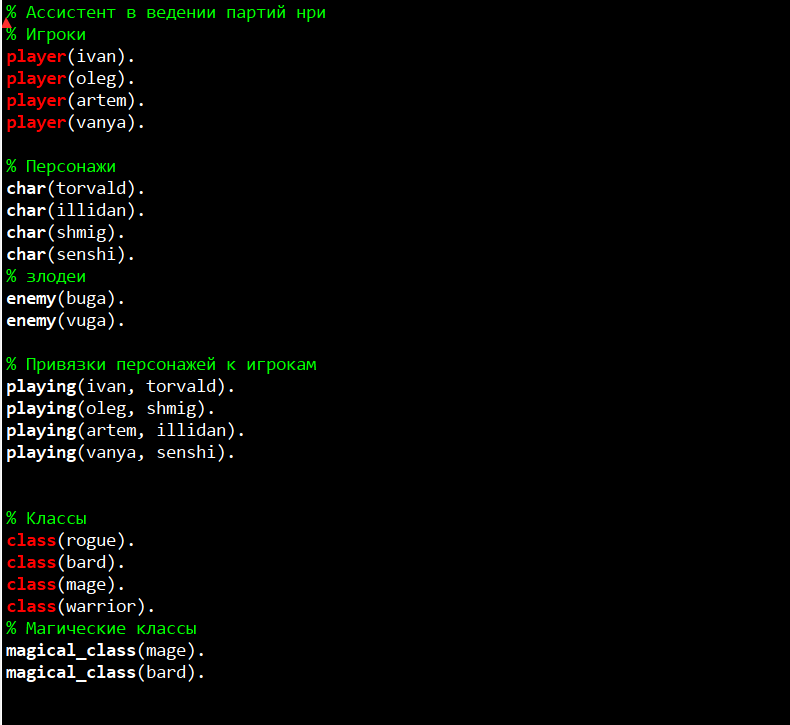 % Ассистент в ведении партий нри
% Игроки
player(ivan).
player(oleg).
player(artem).
player(vanya).
% Персонажи
char(torvald).
char(illidan).
char(shmig).
char(senshi).
% злодеи
enemy(buga).
enemy(vuga).
% Привязки персонажей к игрокам
playing(ivan, torvald).
playing(oleg, shmig).
playing(artem, illidan).
playing(vanya, senshi).
% Классы
class(rogue).
class(bard).
class(mage).
class(warrior).
% Магические классы
magical_class(mage).
magical_class(bard).